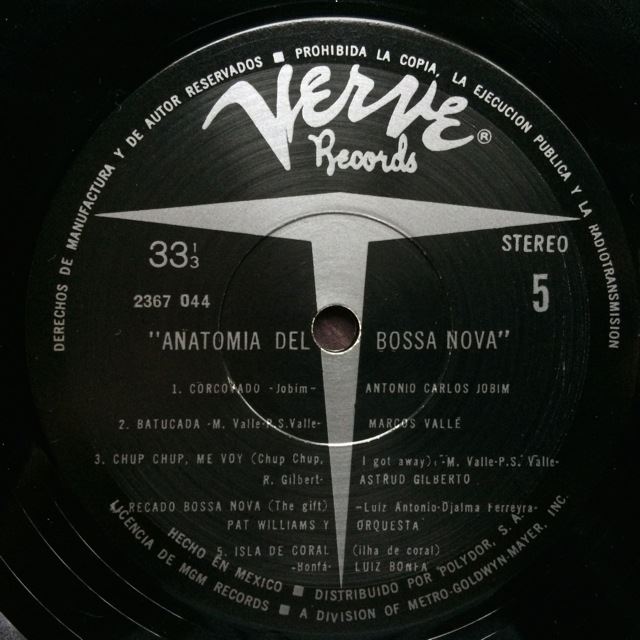 DERECHOS DE MANUFACTURA Y DE AUTOR RESERVADOS ■ PROHIBIDA LA COPIA, LA EJECUCION PUBLICA Y LA RADIOTRANSMISION
Verve ®
Records
33 1/3
STEREO
2367 044
5
"ANATOMIA DEL BOSSA NOVA"
1. CORCOVADO -Jobim- ANTONIO CARLOS JOBIM
2. BATUCADA -M. Valle-P.S.Valle- MARCOS VALLE
3. CHUP CHUP, ME VOY (Chup Chup, I got away);-M. Valle-P.S. Valle-
R. Gilbert- ASTRUD GILBERTO
RECADO BOSSA NOVA (The gift) -Luiz Antonio-Djalma Ferreyra-
PAT WILLIAMS Y ORQUESTA
5. ISLA DE CORAL (ilha de coral)
-Bonfá- LUIZ BONFA
HECHO EN MEXICO ■ DISTRIBUIDO POR POLYDOR, S. A.
LICENCIA DE MGM RECORDS ■ A DIVISION OF METRO-GOLDWYN-MAYER, INC.